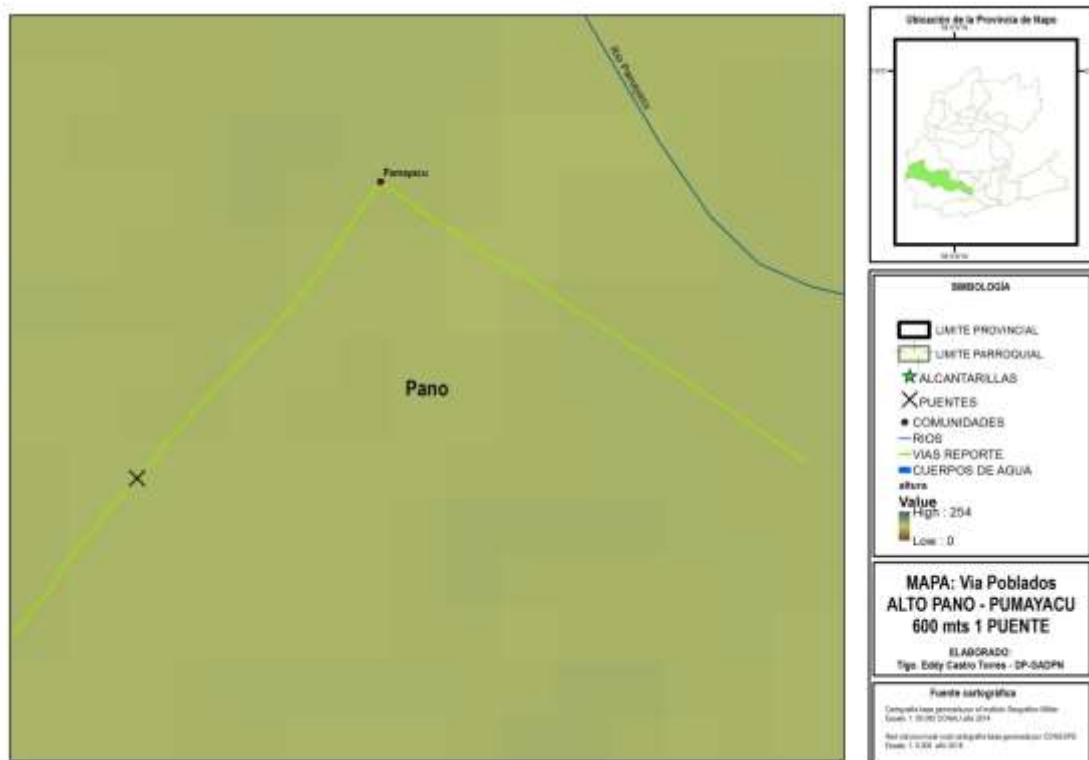 Río Pumayacu
Pumayacu
Pano
Ubicación de la Provincia de Napo
SIMBOLOGÍA
LIMITE PROVINCIAL
LIMITE PARROQUIAL
ALCANTARILLAS
PUENTES
COMUNIDADES
RIOS
VIAS REPORTE
CUERPOS DE AGUA
altura
Value
High : 254
Low : 0
MAPA: Via Poblados
ALTO PANO - PUMAYACU
600 mts 1 PUENTE
ELABORADO:
Tlgo. Eddy Castro Torres - DP-GADPN
Fuente cartográfica